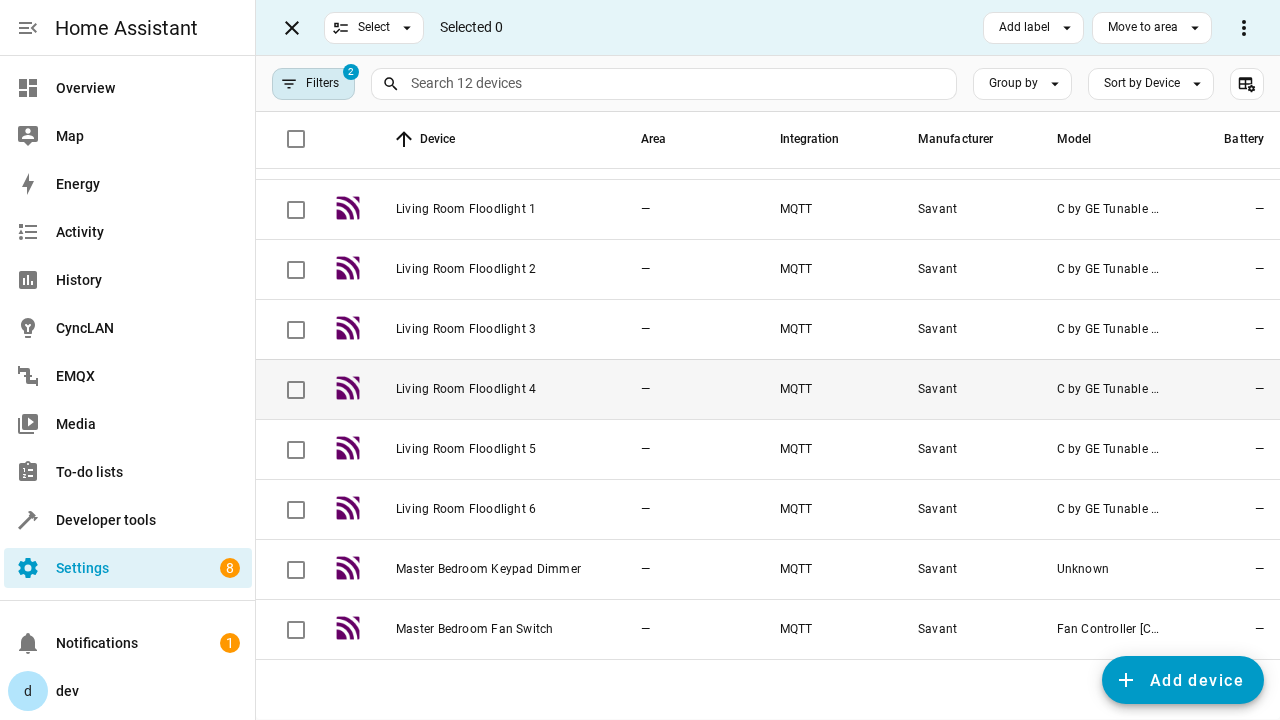 Home Assistant
Select
Selected 0
Add label
Move to area
Overview
Map
Energy
Activity
History
CyncLAN
EMQX
Media
To-do lists
Developer tools
Settings 8
Notifications 1
d dev
Filters 2
Search 12 devices
Group by
Sort by Device
Device Area Integration Manufacturer Model Battery
Living Room Floodlight 1 — MQTT Savant C by GE Tunable ... —
Living Room Floodlight 2 — MQTT Savant C by GE Tunable ... —
Living Room Floodlight 3 — MQTT Savant C by GE Tunable ... —
Living Room Floodlight 4 — MQTT Savant C by GE Tunable ... —
Living Room Floodlight 5 — MQTT Savant C by GE Tunable ... —
Living Room Floodlight 6 — MQTT Savant C by GE Tunable ... —
Master Bedroom Keypad Dimmer — MQTT Savant Unknown —
Master Bedroom Fan Switch — MQTT Savant Fan Controller [C... —
Add device